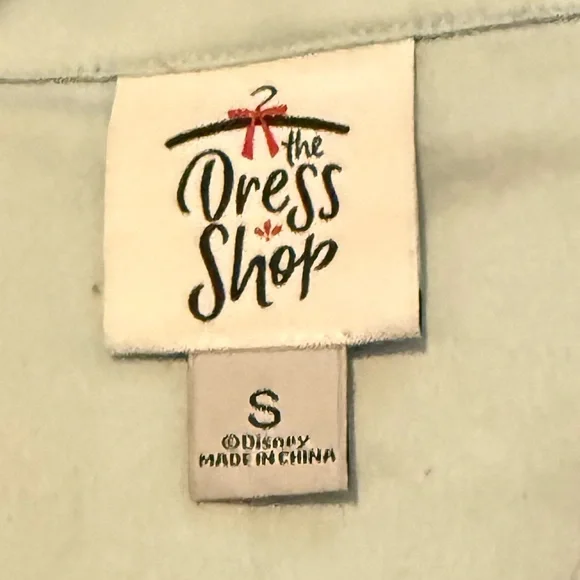 the
Dress
Shop
S
©Disney
MADE IN CHINA